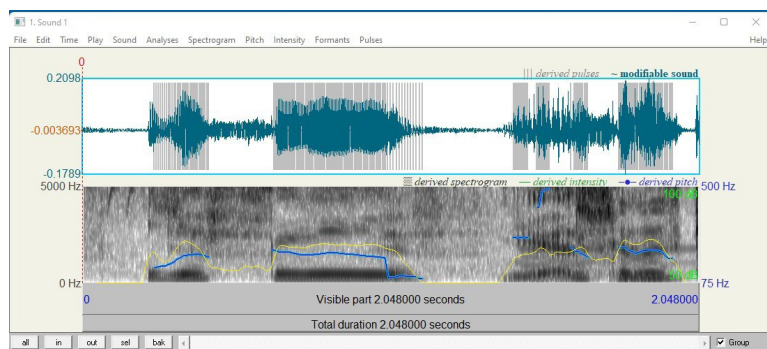 1. Sound 1
File Edit Time Play Sound Analyses Spectrogram Pitch Intensity Formants Pulses Help
0
0.2098
derived pulses ~ modifiable sound
-0.003693
-0.1789
derived spectrogram derived intensity derived pitch
5000 Hz 100 dB 500 Hz
0 Hz 75 Hz
0 Visible part 2.048000 seconds 2.048000
Total duration 2.048000 seconds
all in out sel bak Group